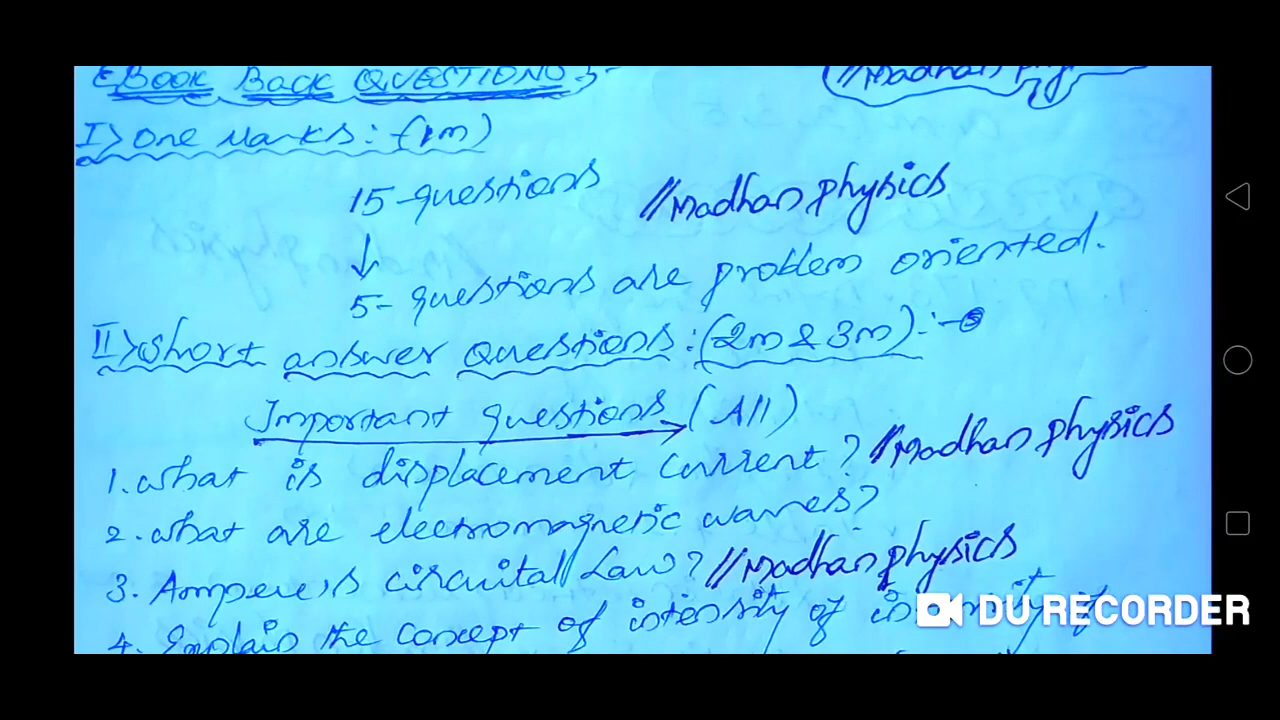 BOOK BACK QUESTIONS:-
//Madhan phy
I) One Marks: (1m)
15-questions
//Madhan physics
↓
5- questions are problem oriented.
II) Short answer Questions: (2m & 3m):-
Important questions (All)
1. What is displacement current? //Madhan physics
2. What are electromagnetic waves?
3. Ampere's circuital Law? //Madhan physics
4. Explain the concept of intensity of
DU RECORDER